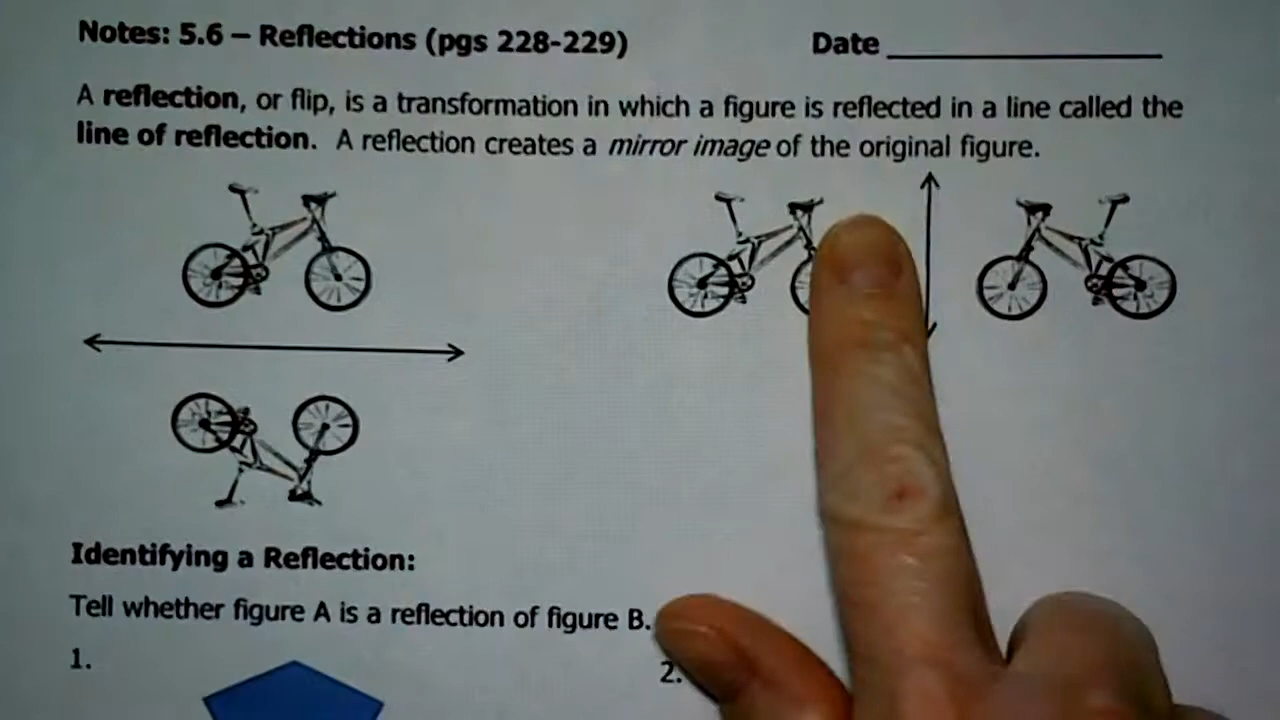 Notes: 5.6 – Reflections (pgs 228-229) Date _______________
A reflection, or flip, is a transformation in which a figure is reflected in a line called the
line of reflection. A reflection creates a mirror image of the original figure.
Identifying a Reflection:
Tell whether figure A is a reflection of figure B.
1.
2.